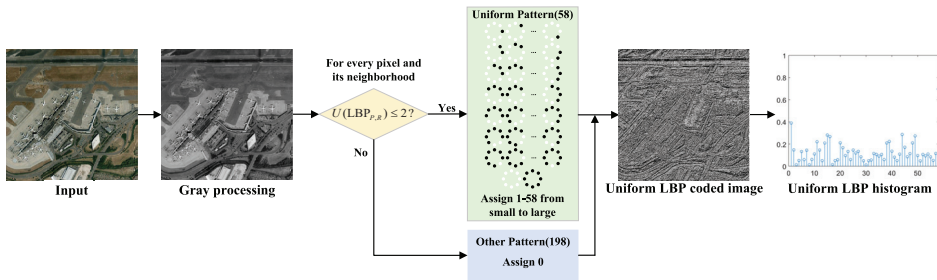 Uniform Pattern(58)
For every pixel and
its neighborhood
U(LBP_{P,R}) ≤ 2?
Yes
No
...
...
...
...
...
...
...
Assign 1-58 from
small to large
Other Pattern(198)
Assign 0
Input
Gray processing
Uniform LBP coded image
1
0.8
0.6
0.4
0.2
0
0 10 20 30 40 50
Uniform LBP histogram